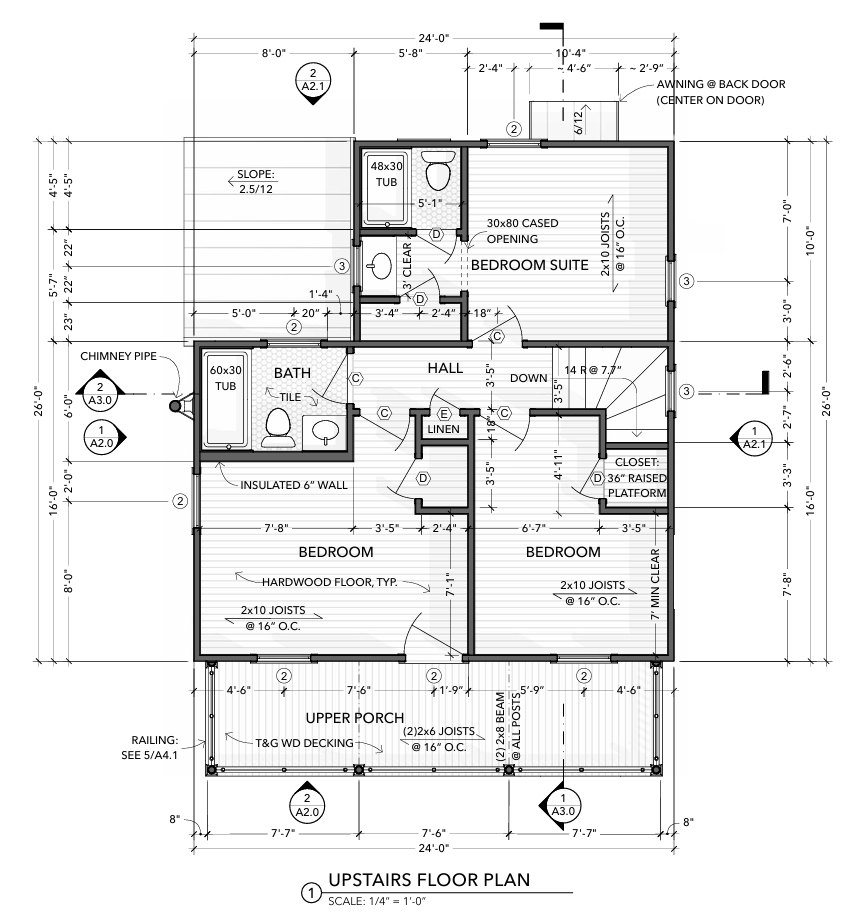 24'-0"
8'-0"
5'-8"
10'-4"
2'-4"
~ 4'-6"
~ 2'-9"
2
A2.1
AWNING @ BACK DOOR
(CENTER ON DOOR)
6/12
2
SLOPE:
2.5/12
48x30
TUB
5'-1"
D
30x80 CASED
OPENING
3' CLEAR
BEDROOM SUITE
2x10 JOISTS
@ 16" O.C.
3
3
4'-5"
4'-5"
5'-7"
22"
22"
23"
7'-0"
10'-0"
3'-0"
D
1'-4"
5'-0"
20"
3'-4"
2'-4"
18"
2
C
CHIMNEY PIPE
60x30
TUB
BATH
TILE
C
HALL
DOWN
3'-5"
3'-5"
14 R @ 7.7"
2'-6"
3
2
A3.0
1
A2.0
26'-0"
6'-0"
C
E
LINEN
C
18"
2'-7"
26'-0"
1
A2.1
INSULATED 6" WALL
D
3'-5"
4'-11"
D
CLOSET:
36" RAISED
PLATFORM
3'-3"
2'-0"
2
16'-0"
16'-0"
7'-8"
3'-5"
2'-4"
6'-7"
3'-5"
BEDROOM
BEDROOM
HARDWOOD FLOOR, TYP.
8'-0"
7'-1"
7' MIN CLEAR
7'-8"
2x10 JOISTS
@ 16" O.C.
2x10 JOISTS
@ 16" O.C.
2
2
2
4'-6"
7'-6"
1'-9"
5'-9"
4'-6"
UPPER PORCH
(2)2x6 JOISTS
@ 16" O.C.
(2) 2x8 BEAM
@ ALL POSTS
T&G WD DECKING
RAILING:
SEE 5/A4.1
2
A2.0
1
A3.0
8"
8"
7'-7"
7'-6"
7'-7"
24'-0"
1
UPSTAIRS FLOOR PLAN
SCALE: 1/4" = 1'-0"